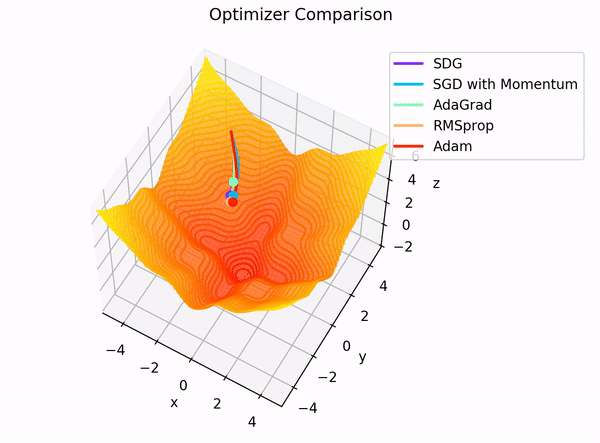 Optimizer Comparison
SDG
SGD with Momentum
AdaGrad
RMSprop
Adam
6
4
2
0
−2
z
4
2
0
−2
−4
y
−4
−2
0
2
4
x